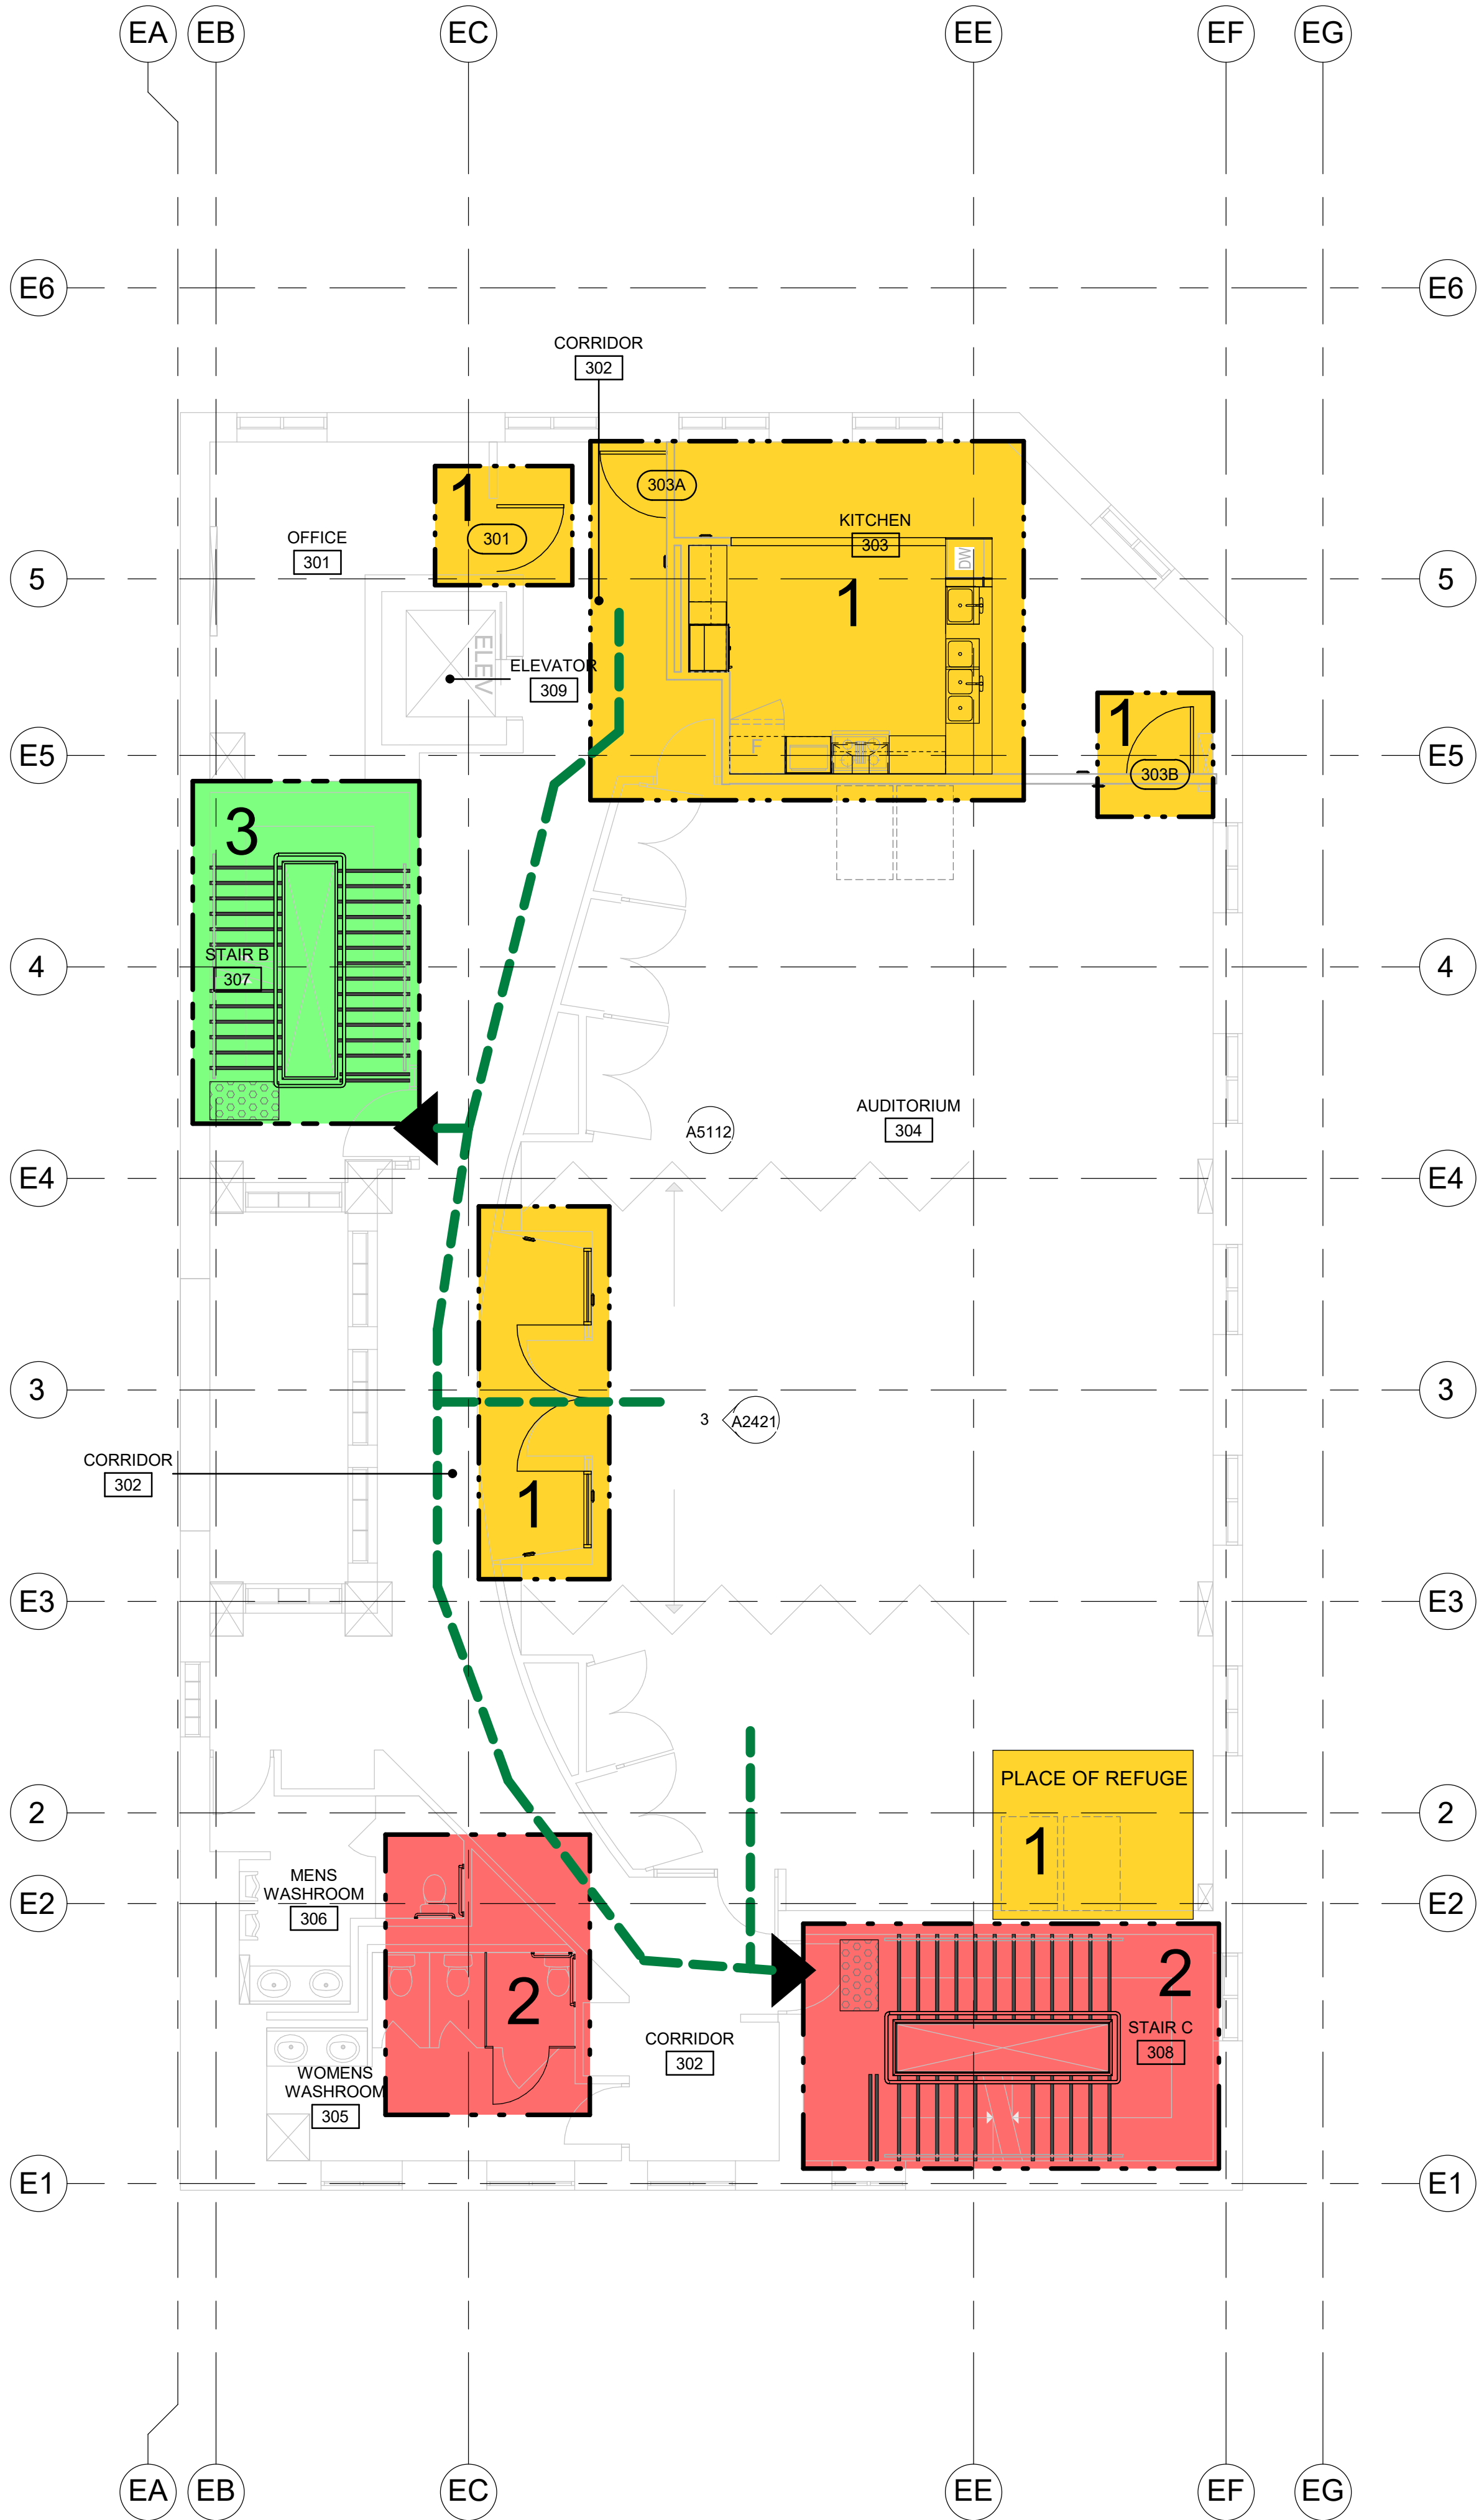 EA
EB
EC
EE
EF
EG
E6
E6
CORRIDOR
302
1
303A
301
KITCHEN
303
OFFICE
301
DW
5
1
5
ELEV
ELEVATOR
309
1
F
E5
E5
303B
3
STAIR B
307
4
4
AUDITORIUM
304
A5112
E4
E4
3
3
3
A2421
CORRIDOR
302
1
E3
E3
PLACE OF REFUGE
2
2
1
MENS
WASHROOM
306
E2
E2
2
2
STAIR C
308
CORRIDOR
302
WOMENS
WASHROOM
305
E1
E1
EA
EB
EC
EE
EF
EG